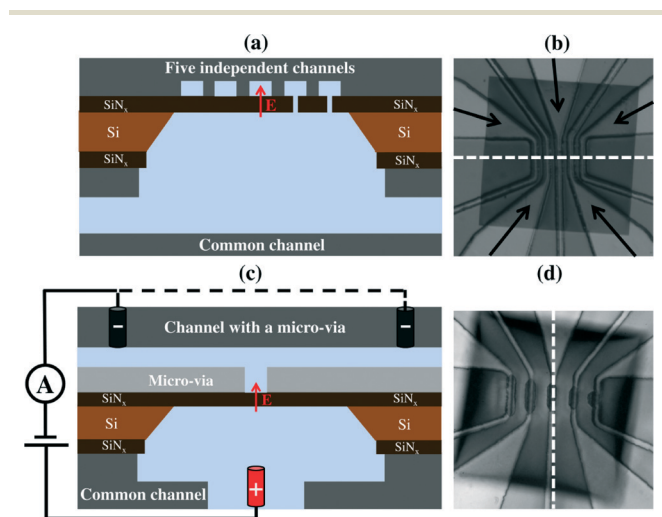 (a)
(b)
Five independent channels
SiNx
E
SiNx
Si
Si
SiNx
SiNx
Common channel
(c)
(d)
-
-
Channel with a micro-via
A
Micro-via
SiNx
E
SiNx
Si
Si
SiNx
SiNx
Common channel
+